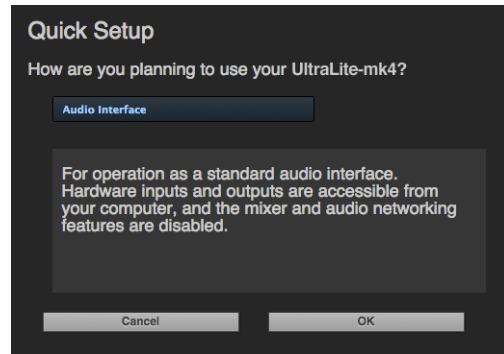 Quick Setup
How are you planning to use your UltraLite-mk4?
Audio Interface
For operation as a standard audio interface.
Hardware inputs and outputs are accessible from
your computer, and the mixer and audio networking
features are disabled.
Cancel
OK